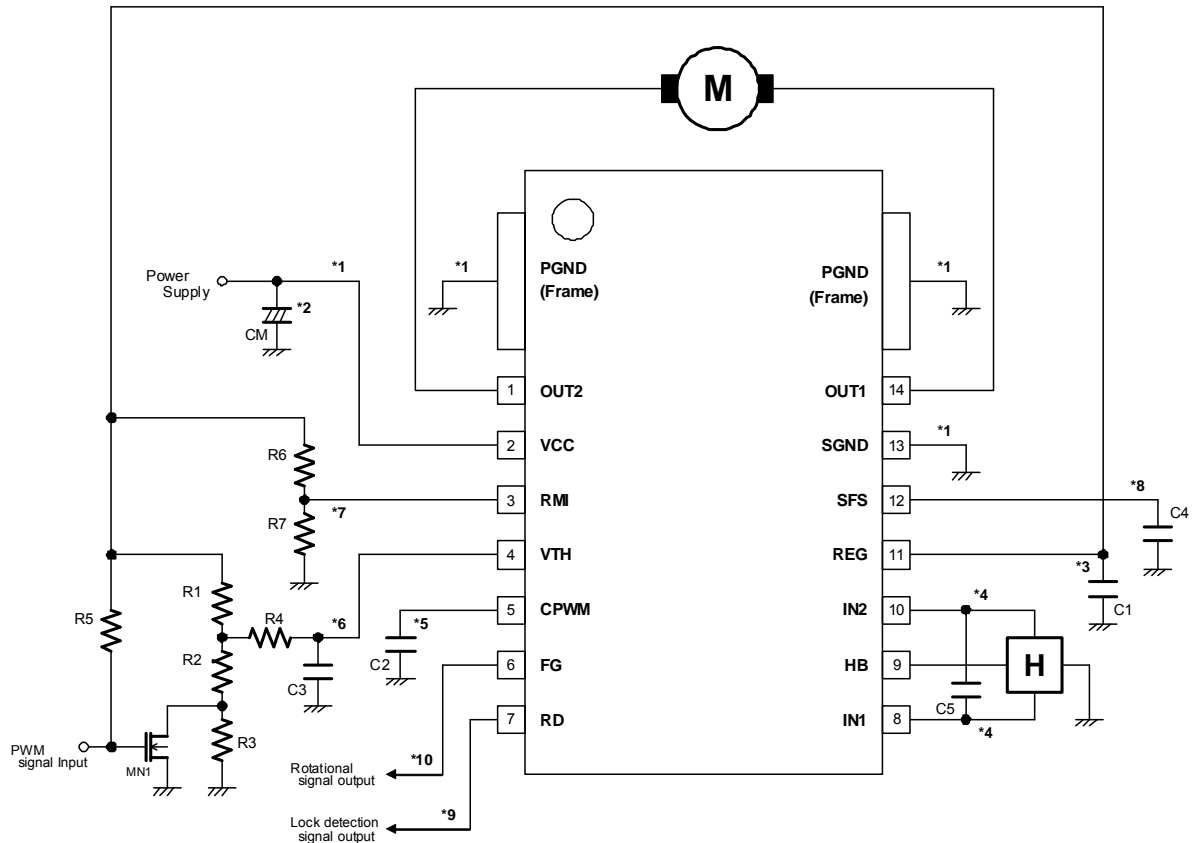 M
Power
Supply
*1
*2
CM
*1
PGND
(Frame)
PGND
(Frame)
*1
1
OUT2
OUT1
14
2
VCC
SGND
13
*1
R6
3
RMI
SFS
12
*8
C4
R7
*7
4
VTH
REG
11
*3
C1
R1
R5
R4
*6
5
CPWM
*5
C2
IN2
10
*4
R2
C3
6
FG
HB
9
H
C5
R3
7
RD
IN1
8
*4
PWM
signal Input
MN1
Rotational
signal output
*10
Lock detection
signal output
*9